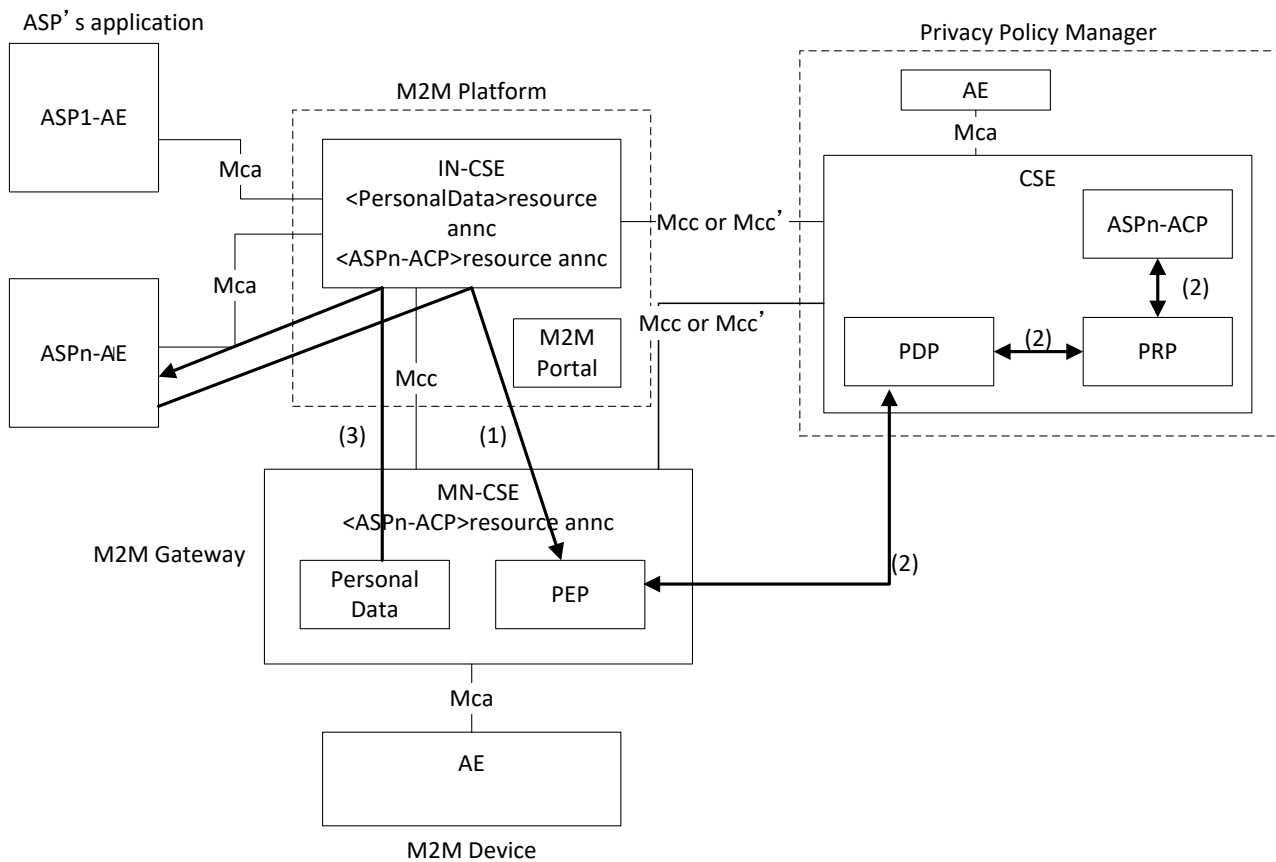 ASP’s application
Privacy Policy Manager
M2M Platform
ASP1-AE
AE
Mca
Mca
IN-CSE
<PersonalData>resource
annc
<ASPn-ACP>resource annc
CSE
Mcc or Mcc’
ASPn-ACP
Mca
(2)
ASPn-AE
M2M
Portal
Mcc or Mcc’
PDP
(2)
PRP
Mcc
(3)
(1)
MN-CSE
<ASPn-ACP>resource annc
M2M Gateway
Personal
Data
PEP
(2)
Mca
AE
M2M Device